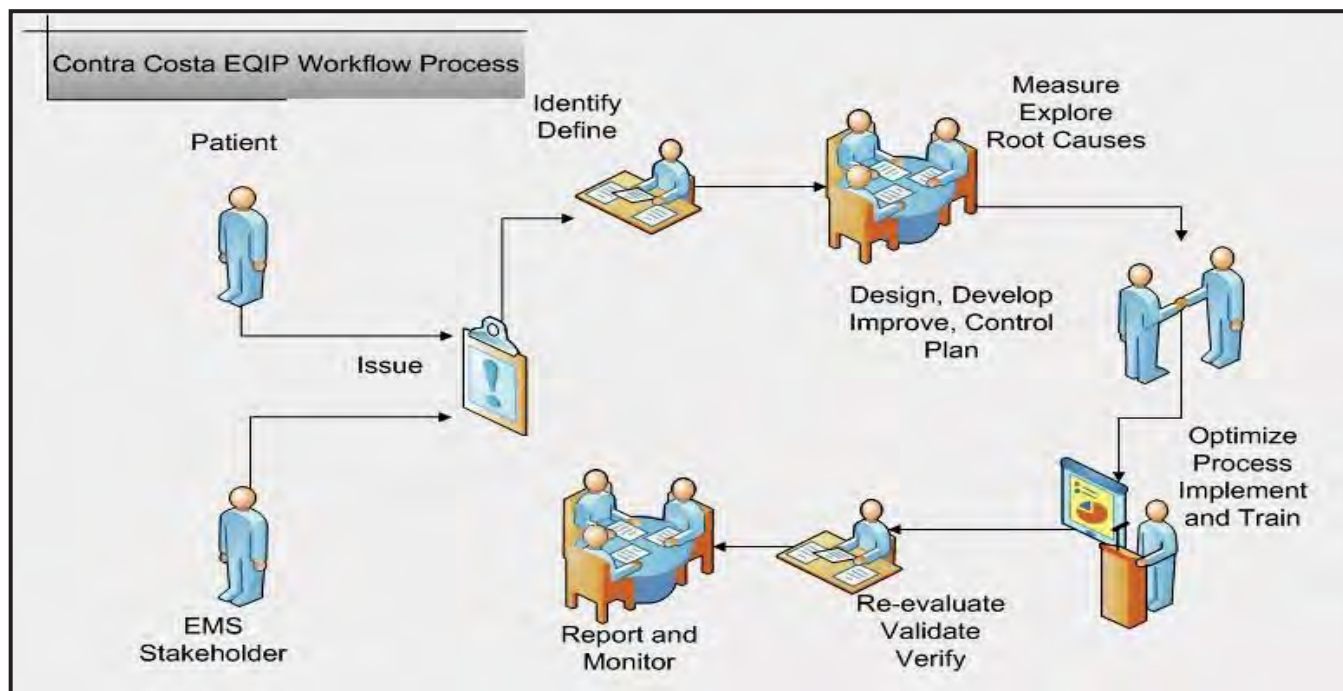 Contra Costa EQIP Workflow Process
Patient
Identify
Define
Measure
Explore
Root Causes
Issue
Design, Develop
Improve, Control
Plan
EMS
Stakeholder
Optimize
Process
Implement
and Train
Re-evaluate
Validate
Verify
Report and
Monitor